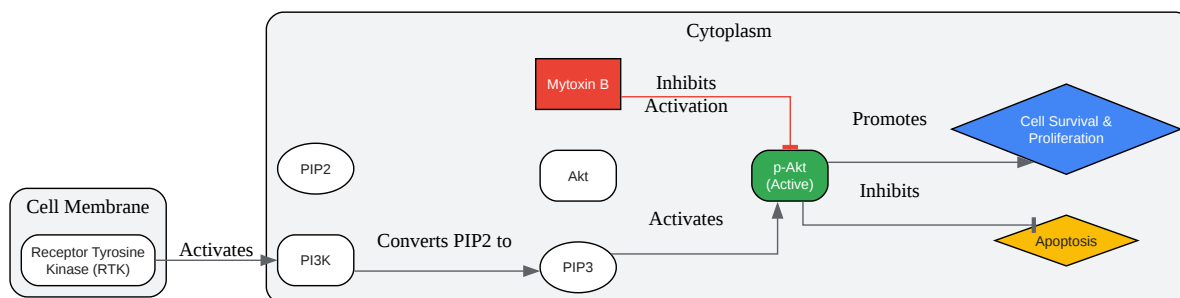 Cytoplasm
Mytoxin B
Inhibits
Activation
Promotes
Cell Survival &
Proliferation
PIP2
Akt
p-Akt
(Active)
Inhibits
Cell Membrane
Receptor Tyrosine
Kinase (RTK)
Activates
PI3K
Converts PIP2 to
PIP3
Activates
Apoptosis